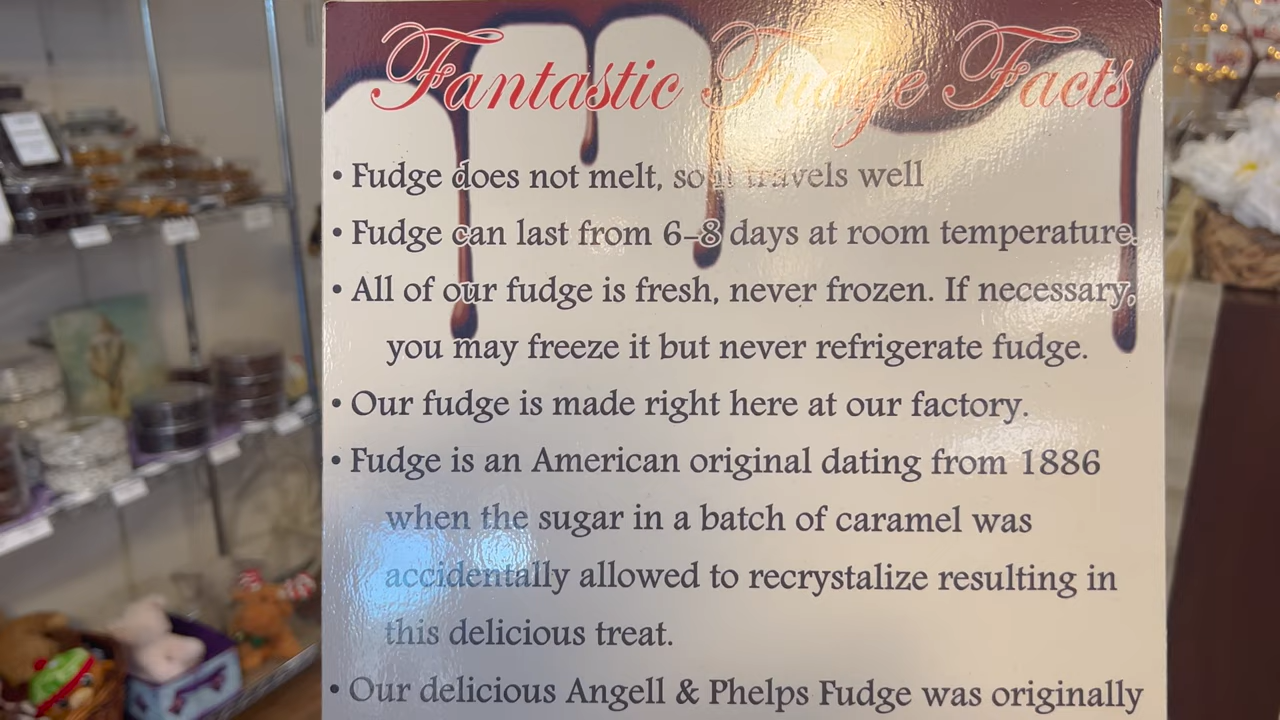 Fantastic Fudge Facts
• Fudge does not melt, so it travels well
• Fudge can last from 6–8 days at room temperature.
• All of our fudge is fresh, never frozen. If necessary,
you may freeze it but never refrigerate fudge.
• Our fudge is made right here at our factory.
• Fudge is an American original dating from 1886
when the sugar in a batch of caramel was
accidentally allowed to recrystalize resulting in
this delicious treat.
• Our delicious Angell & Phelps Fudge was originally